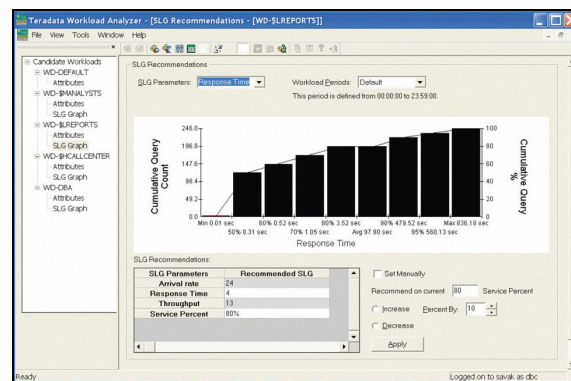 Teradata Workload Analyzer - [SLG Recommendations - [WD-$LREPORTS]]
File View Tools Window Help
Candidate Workloads
WD-DEFAULT
Attributes
WD-$MANALYSTS
Attributes
SLG Graph
WD-$LREPORTS
Attributes
SLG Graph
WD-$HCALLCENTER
Attributes
SLG Graph
WD-DBA
Attributes
SLG Graph
SLG Recommendations
SLG Parameters: Response Time
Workload Periods: Default
This period is defined from 00:00:00 to 23:59:00.
Cumulative Query Count
246.0
196.8
147.6
98.4
49.2
0.0
100
80
60
40
20
0
Cumulative Query %
Min 0.01 sec 60% 0.52 sec 80% 3.52 sec 90% 479.52 sec Max 836.18 sec
50% 0.31 sec 70% 1.05 sec Avg 97.90 sec 95% 560.13 sec
Response Time
SLG Recommendations:
SLG Parameters Recommended SLG
Arrival rate 24
Response Time 4
Throughput 13
Service Percent 80%
Set Manually
Recommend on current 80 Service Percent
Increase Percent By: 10
Decrease
Apply
Ready
Logged on to savak as dbc